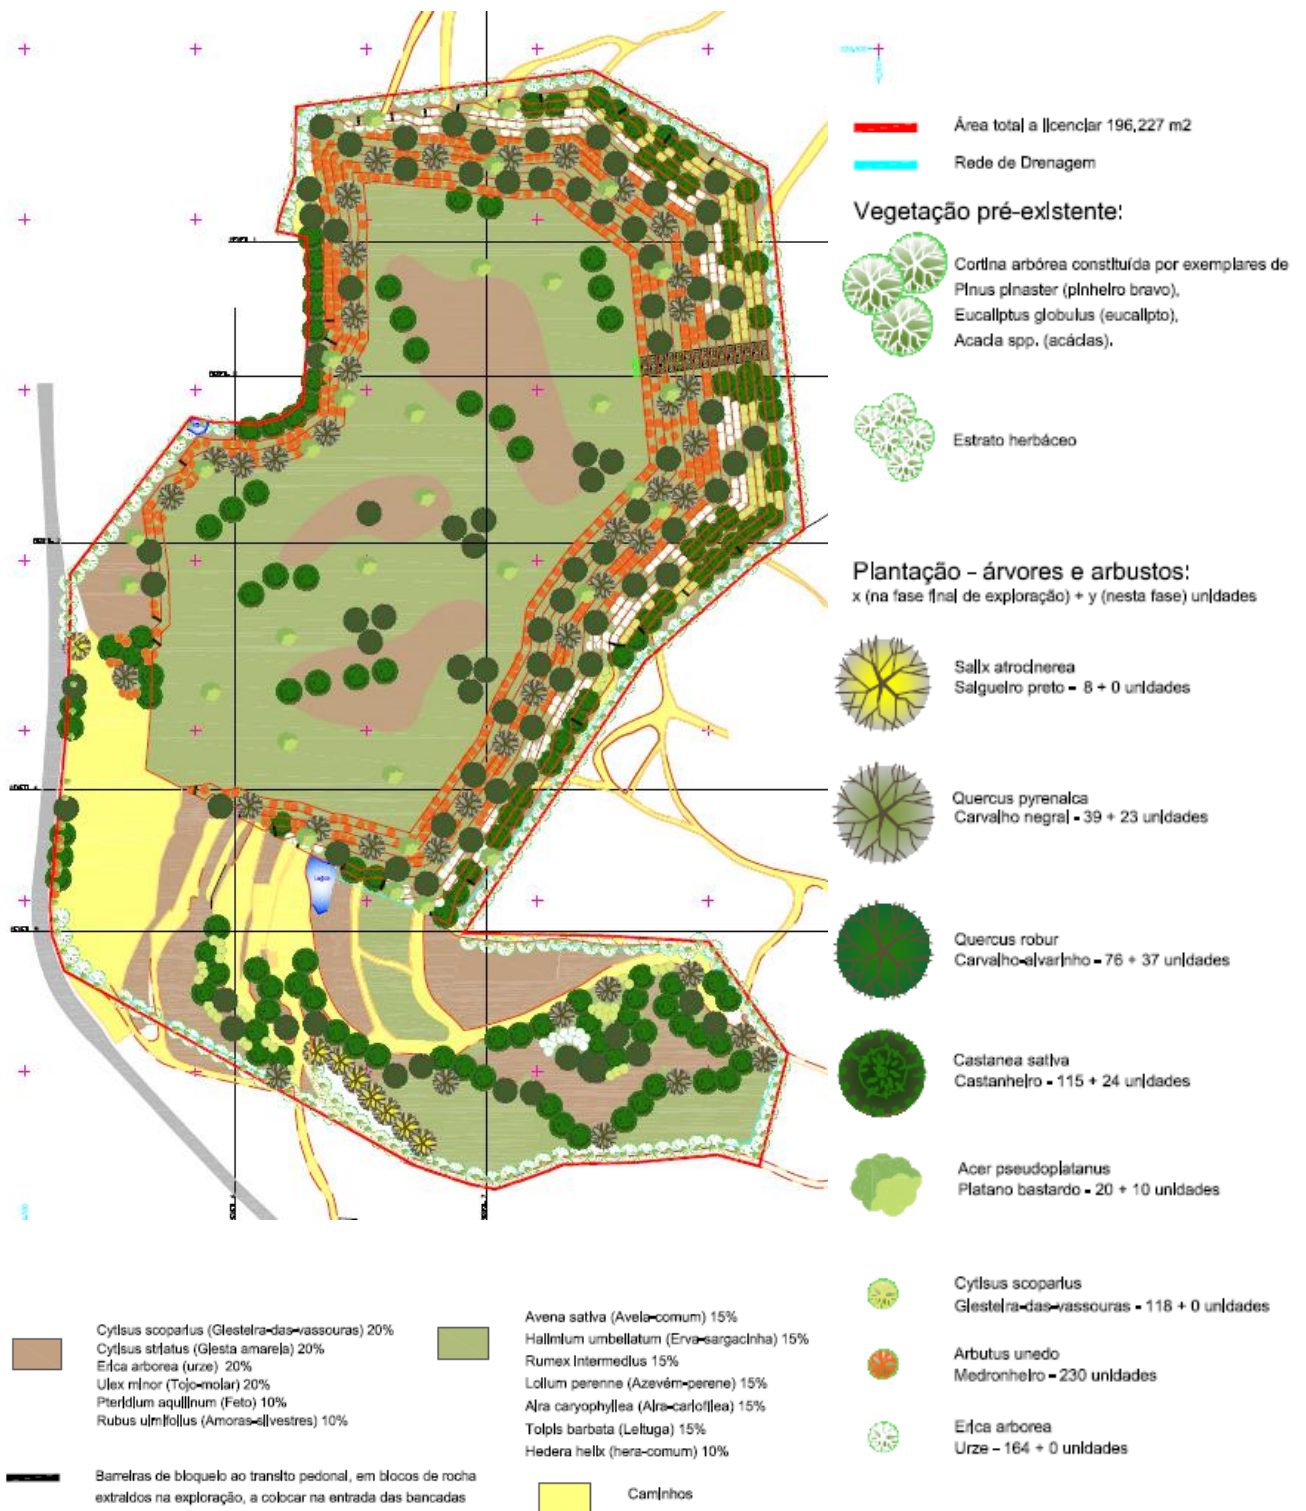 Área total a licenciar 196,227 m2
Rede de Drenagem
Vegetação pré-existente:
Cortina arbórea constituída por exemplares de
Pinus pinaster (pinheiro bravo),
Eucaliptus globulus (eucalipto),
Acacia spp. (acácias).
Estrato herbáceo
Plantação - árvores e arbustos:
x (na fase final de exploração) + y (nesta fase) unidades
Salix atrocinerea
Salgueiro preto - 8 + 0 unidades
Quercus pyrenaica
Carvalho negral - 39 + 23 unidades
Quercus robur
Carvalho-alvarinho - 76 + 37 unidades
Castanea sativa
Castanheiro - 115 + 24 unidades
Acer pseudoplatanus
Platano bastardo - 20 + 10 unidades
Cytisus scoparius
Giesteira-das-vassouras - 118 + 0 unidades
Arbutus unedo
Medronheiro - 230 unidades
Erica arborea
Urze - 164 + 0 unidades
Cytisus scoparius (Giesteira-das-vassouras) 20%
Cytisus striatus (Giesta amarela) 20%
Erica arborea (urze) 20%
Ulex minor (Tojo-molar) 20%
Pteridium aquilinum (Feto) 10%
Rubus ulmifolius (Amoras-silvestres) 10%
Avena sativa (Aveia-comum) 15%
Halimium umbellatum (Erva-sargacinha) 15%
Rumex intermedius 15%
Lolium perenne (Azevém-perene) 15%
Aira caryophyllea (Aira-cariofilea) 15%
Tolpis barbata (Leituga) 15%
Hedera helix (hera-comum) 10%
Barreiras de bloqueio ao transito pedonal, em blocos de rocha
extraídos na exploração, a colocar na entrada das bancadas
Caminhos